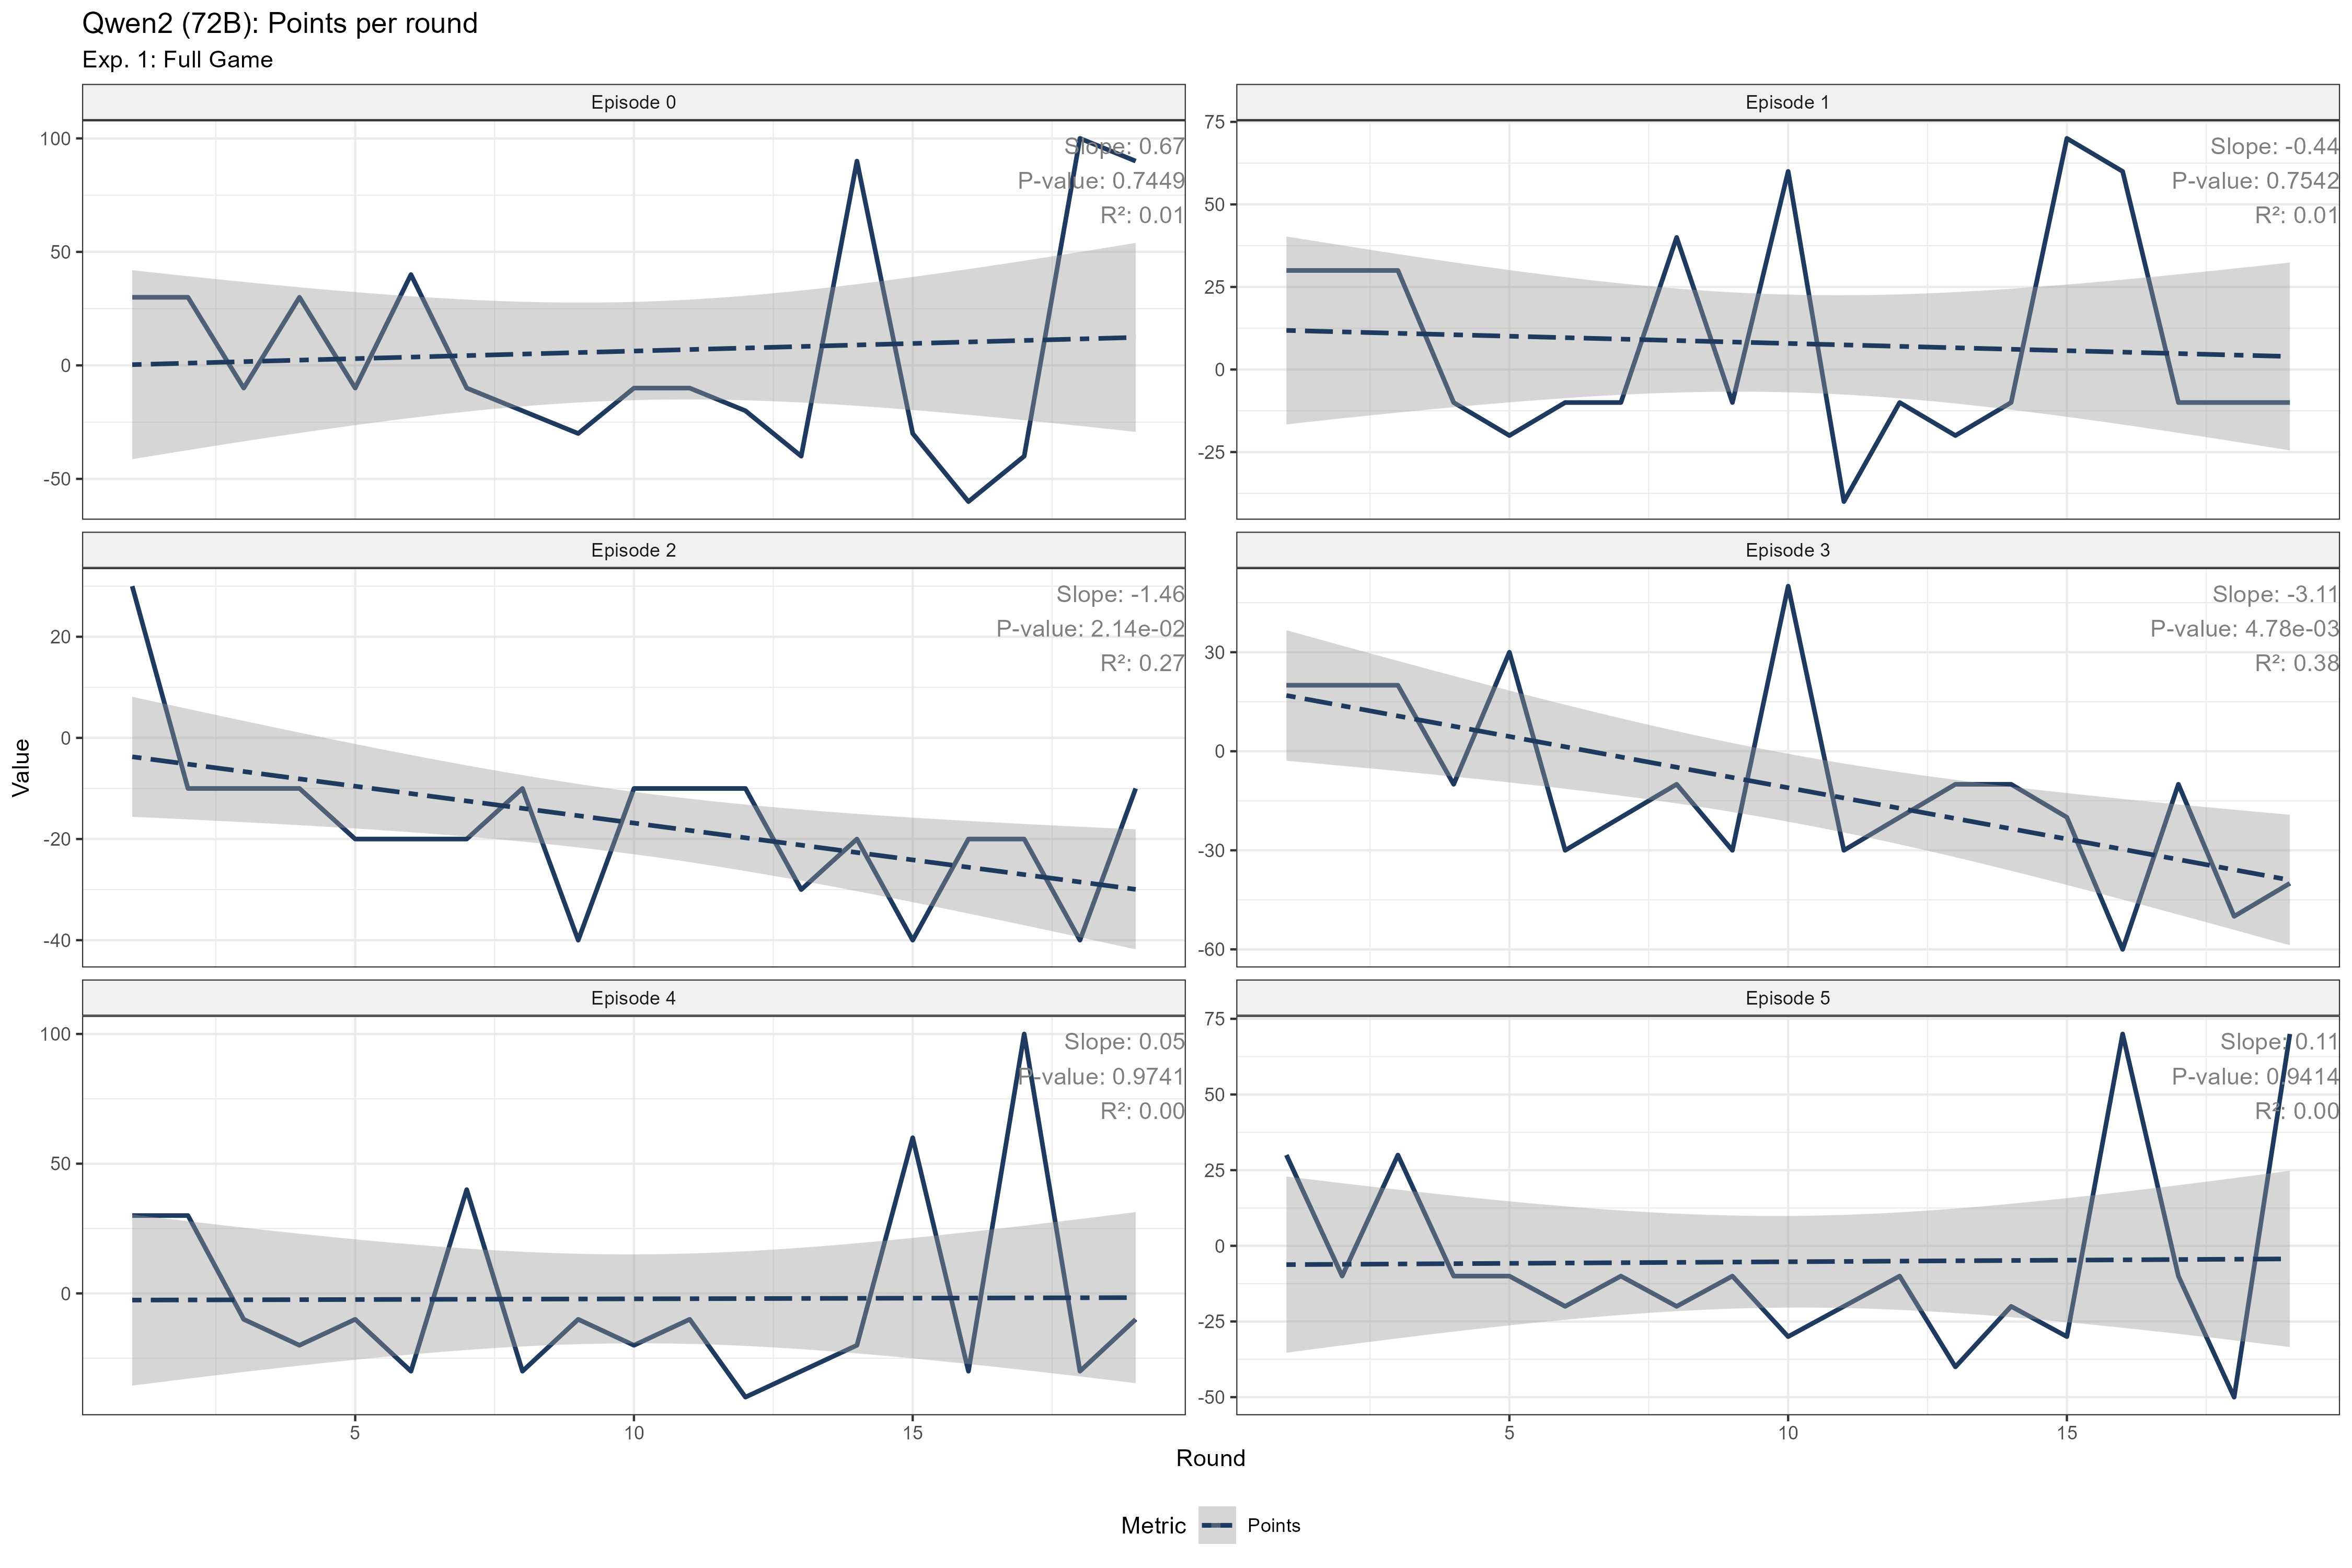 Qwen2 (72B): Points per round
Exp. 1: Full Game
Episode 0
Episode 1
100
50
0
-50
Slope: 0.67
P-value: 0.7449
R²: 0.01
75
50
25
0
-25
Slope: -0.44
P-value: 0.7542
R²: 0.01
Episode 2
Episode 3
20
0
-20
-40
Slope: -1.46
P-value: 2.14e-02
R²: 0.27
30
0
-30
-60
Slope: -3.11
P-value: 4.78e-03
R²: 0.38
Value
Episode 4
Episode 5
100
50
0
Slope: 0.05
P-value: 0.9741
R²: 0.00
75
50
25
0
-25
-50
Slope: 0.11
P-value: 0.9414
R²: 0.00
5 10 15
5 10 15
Round
Metric
Points